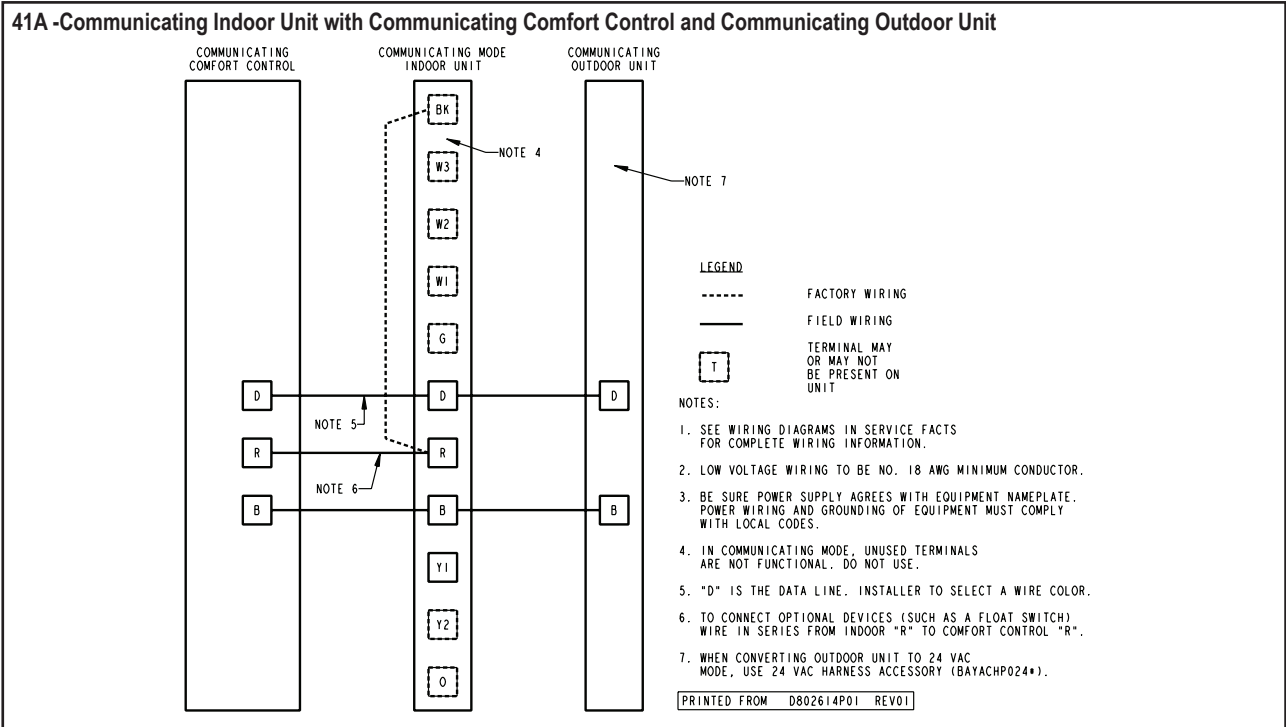 41A -Communicating Indoor Unit with Communicating Comfort Control and Communicating Outdoor Unit
COMMUNICATING
COMFORT CONTROL
COMMUNICATING MODE
INDOOR UNIT
COMMUNICATING
OUTDOOR UNIT
BK
NOTE 4
W3
NOTE 7
W2
W1
G
D
D
D
NOTE 5
R
R
NOTE 6
B
B
B
Y1
Y2
O
LEGEND
FACTORY WIRING
FIELD WIRING
T
TERMINAL MAY
OR MAY NOT
BE PRESENT ON
UNIT
NOTES:
1. SEE WIRING DIAGRAMS IN SERVICE FACTS
FOR COMPLETE WIRING INFORMATION.
2. LOW VOLTAGE WIRING TO BE NO. 18 AWG MINIMUM CONDUCTOR.
3. BE SURE POWER SUPPLY AGREES WITH EQUIPMENT NAMEPLATE.
POWER WIRING AND GROUNDING OF EQUIPMENT MUST COMPLY
WITH LOCAL CODES.
4. IN COMMUNICATING MODE, UNUSED TERMINALS
ARE NOT FUNCTIONAL. DO NOT USE.
5. "D" IS THE DATA LINE. INSTALLER TO SELECT A WIRE COLOR.
6. TO CONNECT OPTIONAL DEVICES (SUCH AS A FLOAT SWITCH)
WIRE IN SERIES FROM INDOOR "R" TO COMFORT CONTROL "R".
7. WHEN CONVERTING OUTDOOR UNIT TO 24 VAC
MODE, USE 24 VAC HARNESS ACCESSORY (BAYACHP024*).
PRINTED FROM D802614P01 REV01